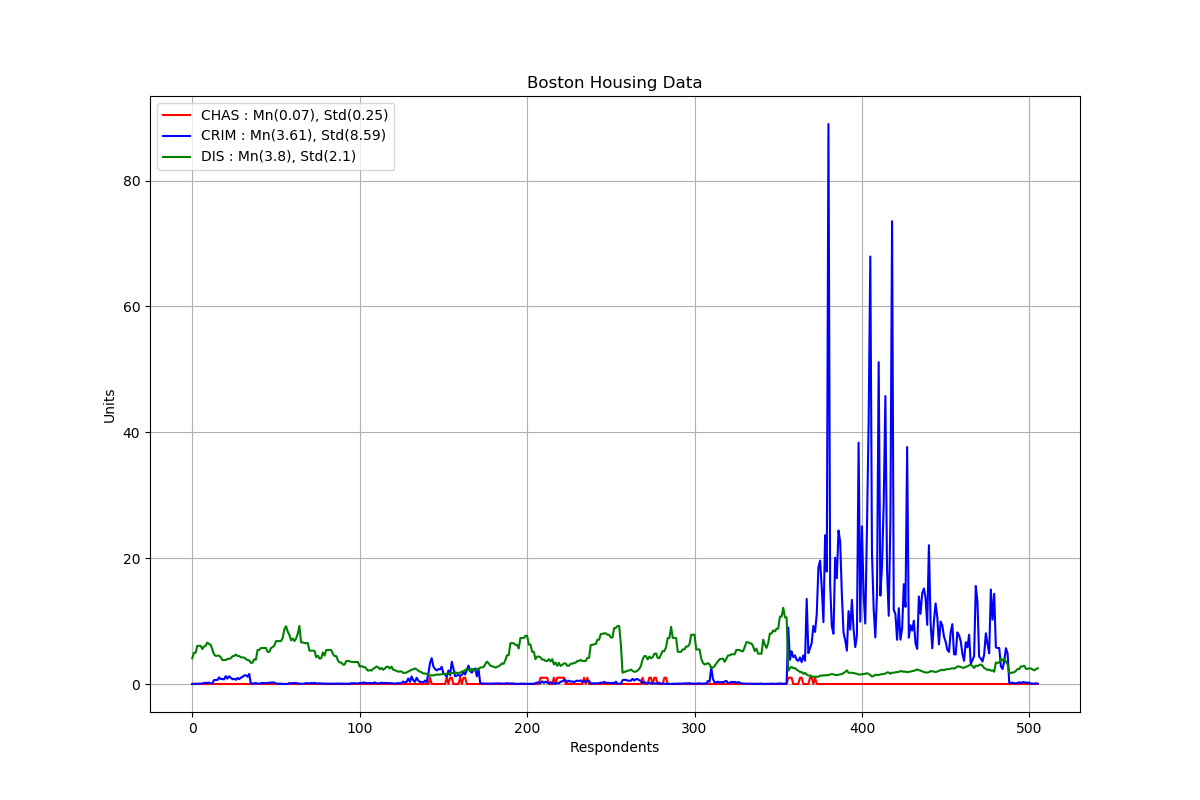 Boston Housing Data
CHAS : Mn(0.07), Std(0.25)
CRIM : Mn(3.61), Std(8.59)
DIS : Mn(3.8), Std(2.1)
80
60
40
20
0
Units
0 100 200 300 400 500
Respondents